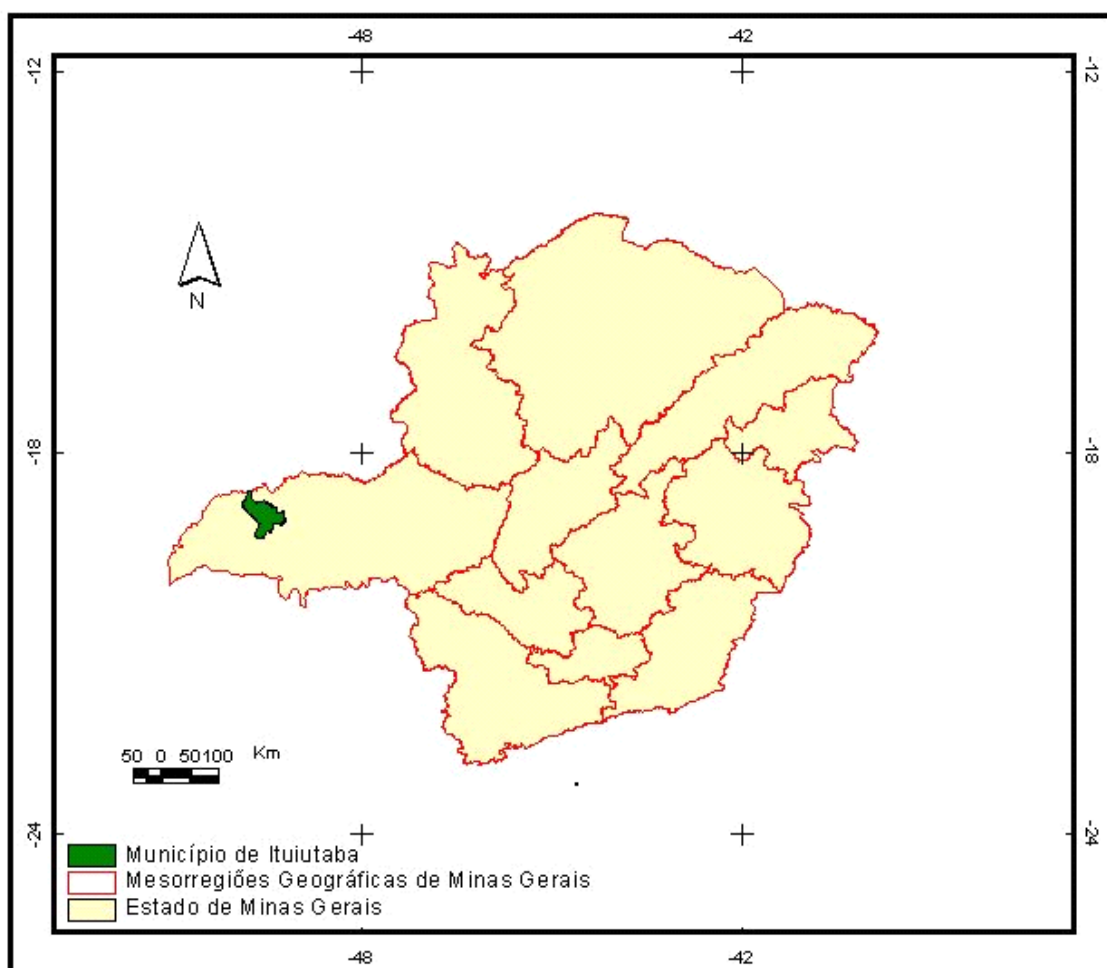 -48 -42
-12 -12
N
-18 -18
50 0 50100 Km
-24 -24
Município de Ituiutaba
Mesorregiões Geográficas de Minas Gerais
Estado de Minas Gerais
-48 -42